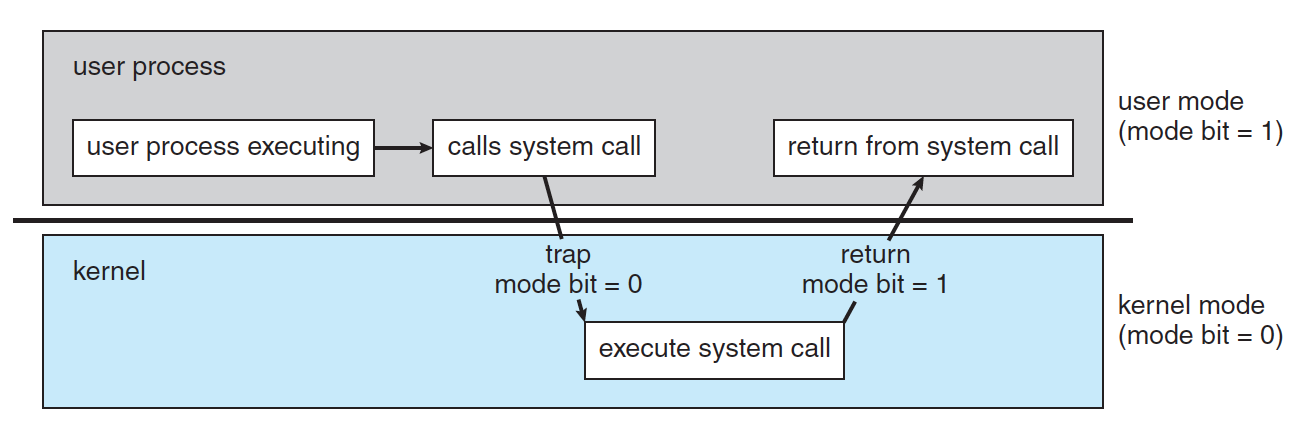 user process
user process executing
calls system call
return from system call
user mode
(mode bit = 1)
kernel
trap
mode bit = 0
return
mode bit = 1
execute system call
kernel mode
(mode bit = 0)